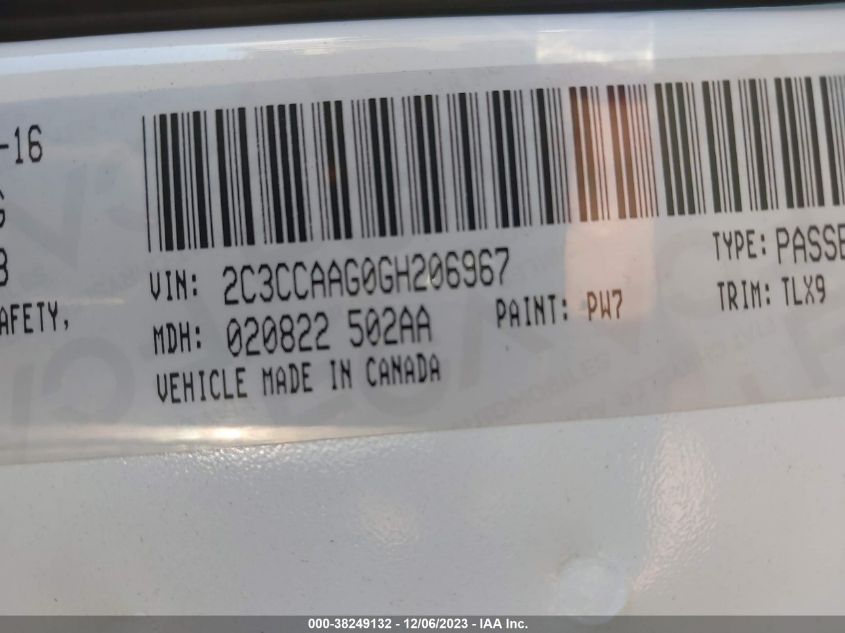 -16
8
AFETY,
VIN: 2C3CCAAG0GH206967
TYPE: PASSE
MDH: 020822 502AA
PAINT: PW7
TRIM: TLX9
VEHICLE MADE IN CANADA
000-38249132 - 12/06/2023 - IAA Inc.